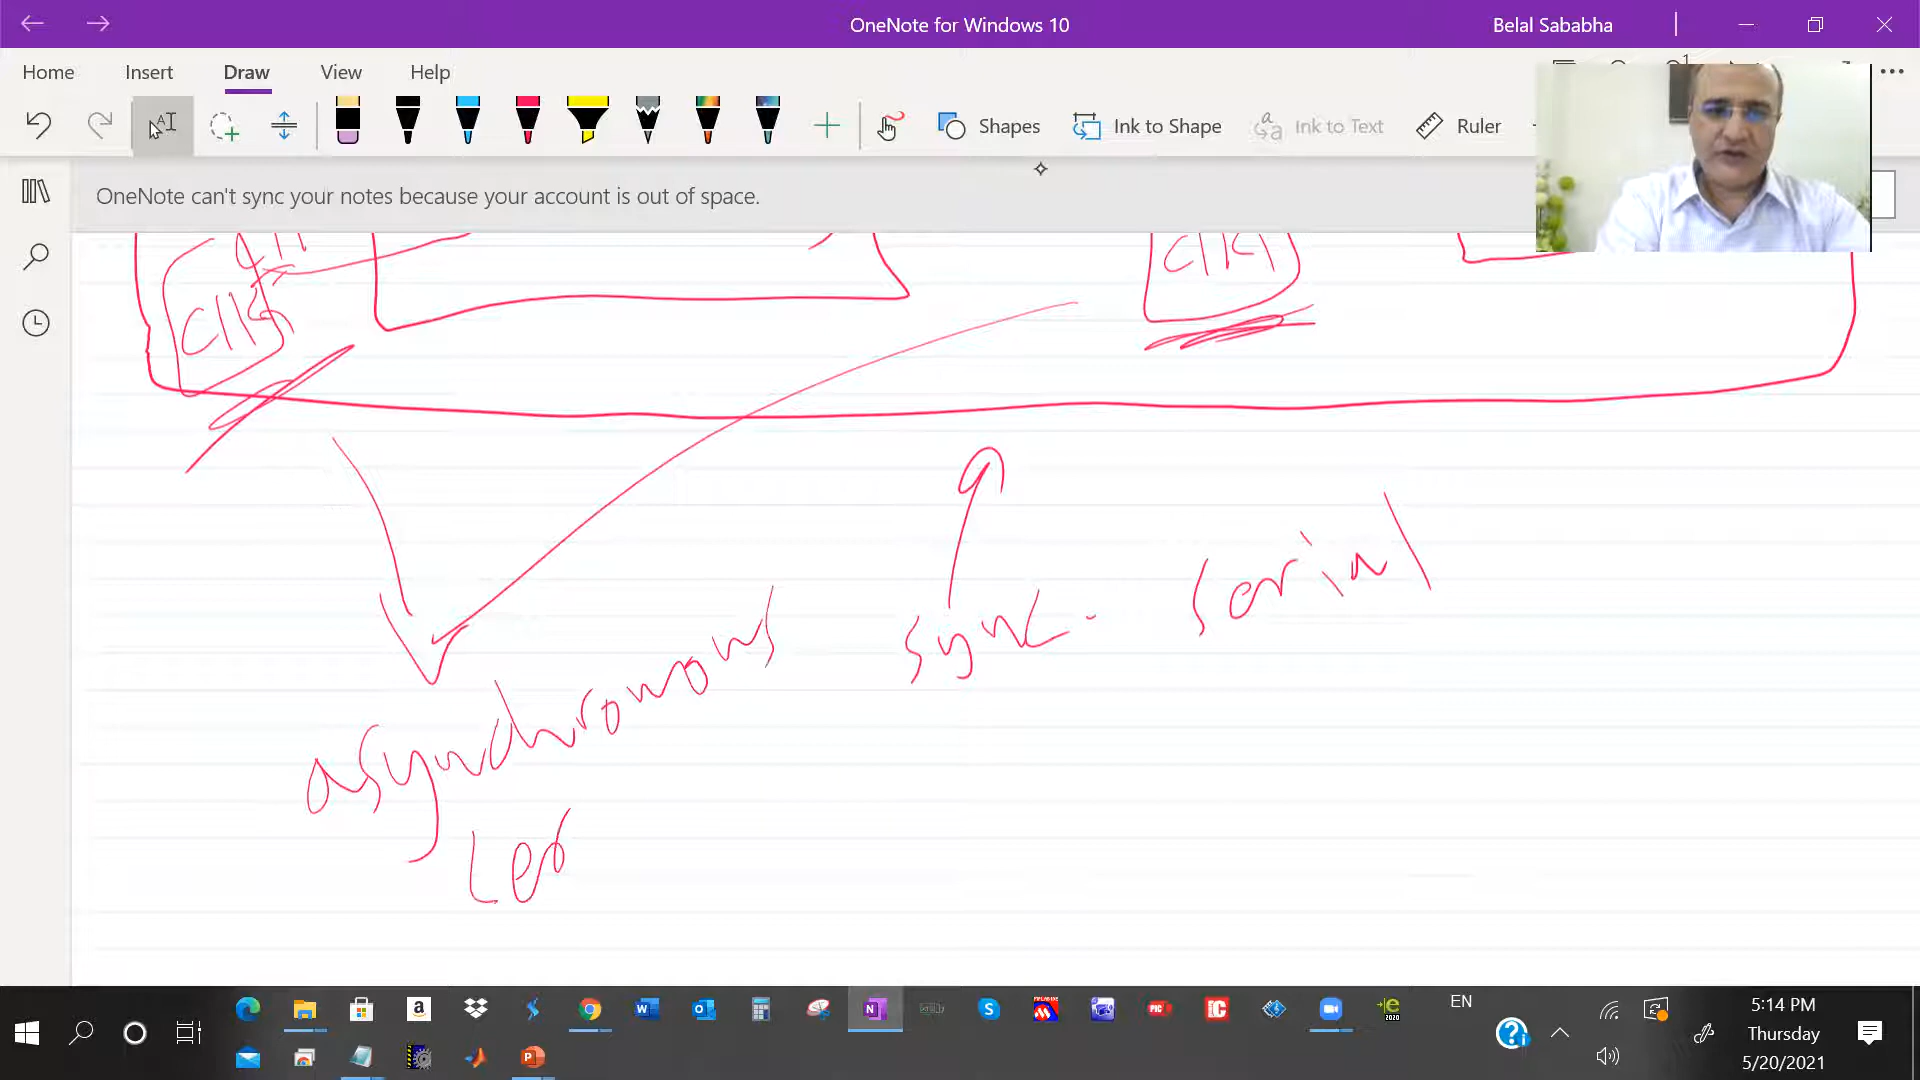 OneNote for Windows 10
Belal Sababha
Home Insert Draw View Help
Shapes Ink to Shape Ink to Text Ruler
OneNote can't sync your notes because your account is out of space.
sync. serial
asynchronous
EN
5:14 PM
Thursday
5/20/2021